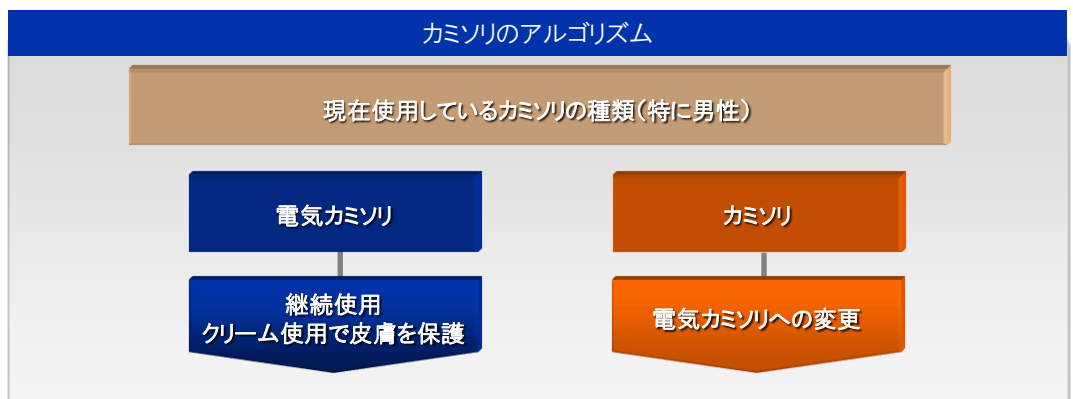 カミソリのアルゴリズム
現在使用しているカミソリの種類（特に男性）
電気カミソリ
カミソリ
継続使用
クリーム使用で皮膚を保護
電気カミソリへの変更